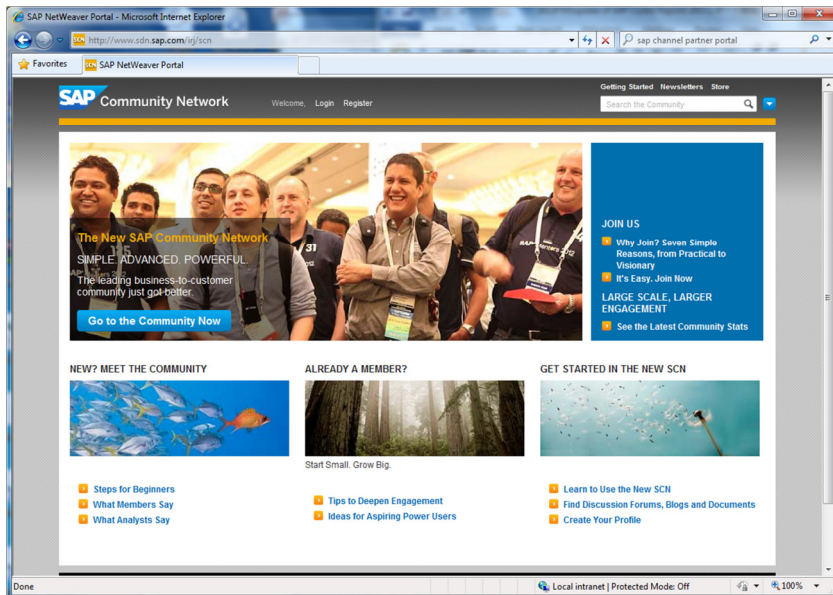 SAP NetWeaver Portal - Microsoft Internet Explorer
http://www.sdn.sap.com/irj/scn
sap channel partner portal
Favorites
SCN SAP NetWeaver Portal
Getting Started Newsletters Store
SAP Community Network
Welcome, Login Register
Search the Community
The New SAP Community Network
SIMPLE. ADVANCED. POWERFUL.
The leading business-to-customer
community just got better.
Go to the Community Now
JOIN US
Why Join? Seven Simple
Reasons, from Practical to
Visionary
It's Easy. Join Now
LARGE SCALE, LARGER
ENGAGEMENT
See the Latest Community Stats
NEW? MEET THE COMMUNITY
ALREADY A MEMBER?
GET STARTED IN THE NEW SCN
Start Small. Grow Big.
Steps for Beginners
What Members Say
What Analysts Say
Tips to Deepen Engagement
Ideas for Aspiring Power Users
Learn to Use the New SCN
Find Discussion Forums, Blogs and Documents
Create Your Profile
Done
Local intranet | Protected Mode: Off
100%